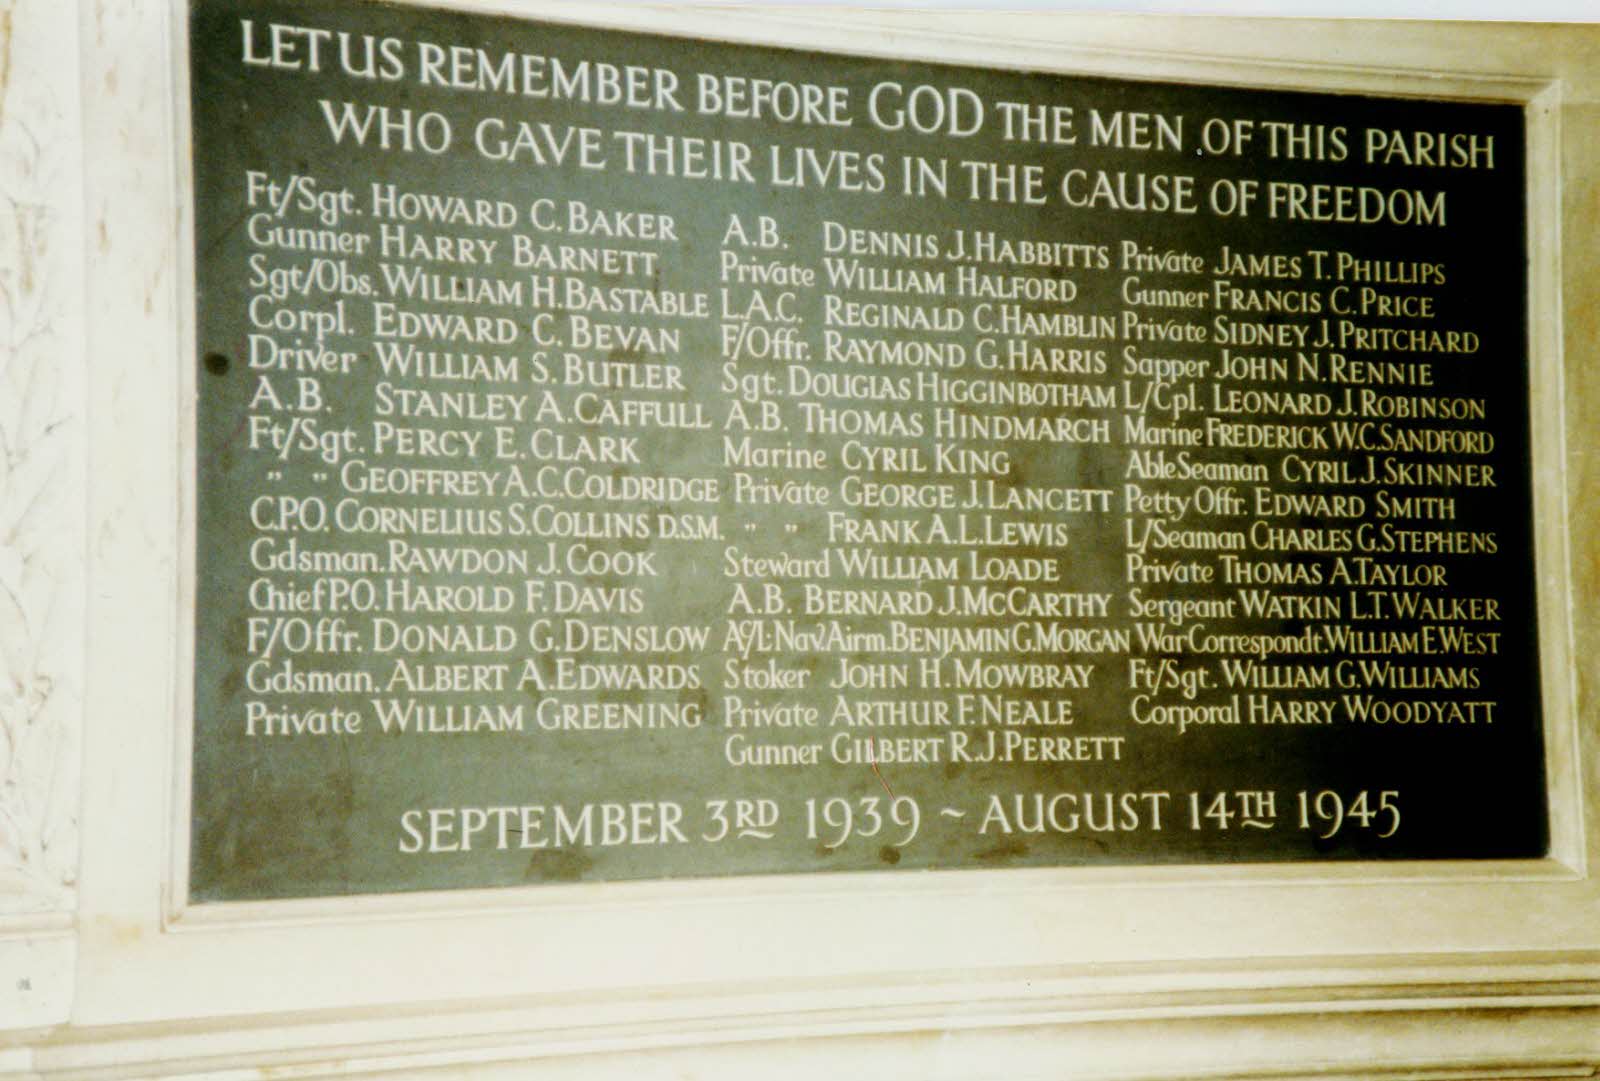 LET US REMEMBER BEFORE GOD THE MEN OF THIS PARISH
WHO GAVE THEIR LIVES IN THE CAUSE OF FREEDOM
Ft/Sgt. HOWARD C. BAKER
Gunner HARRY BARNETT
Sgt/Obs. WILLIAM H. BASTABLE
Corpl. EDWARD C. BEVAN
Driver WILLIAM S. BUTLER
A.B. STANLEY A. CAFFULL
Ft/Sgt. PERCY E. CLARK
" " GEOFFREY A.C. COLDRIDGE
C.P.O. CORNELIUS S. COLLINS D.S.M.
Gdsman. RAWDON J. COOK
Chief P.O. HAROLD F. DAVIS
F/Offr. DONALD G. DENSLOW
Gdsman. ALBERT A. EDWARDS
Private WILLIAM GREENING
A.B. DENNIS J. HABBITTS
Private WILLIAM HALFORD
L.A.C. REGINALD C. HAMBLIN
F/Offr. RAYMOND G. HARRIS
Sgt. DOUGLAS HIGGINBOTHAM
A.B. THOMAS HINDMARCH
Marine CYRIL KING
Private GEORGE J. LANCETT
" " FRANK A.L. LEWIS
Steward WILLIAM LOADE
A.B. BERNARD J. McCARTHY
Ac/L. Nav. Airm. BENJAMIN G. MORGAN
Stoker JOHN H. MOWBRAY
Private ARTHUR F. NEALE
Gunner GILBERT R.J. PERRETT
Private JAMES T. PHILLIPS
Gunner FRANCIS C. PRICE
Private SIDNEY J. PRITCHARD
Sapper JOHN N. RENNIE
L/Cpl. LEONARD J. ROBINSON
Marine FREDERICK W.C. SANDFORD
Able Seaman CYRIL J. SKINNER
Petty Offr. EDWARD SMITH
L/Seaman CHARLES G. STEPHENS
Private THOMAS A. TAYLOR
Sergeant WATKIN L.T. WALKER
War Correspondt. WILLIAM E. WEST
Ft/Sgt. WILLIAM G. WILLIAMS
Corporal HARRY WOODYATT
SEPTEMBER 3RD 1939 ~ AUGUST 14TH 1945